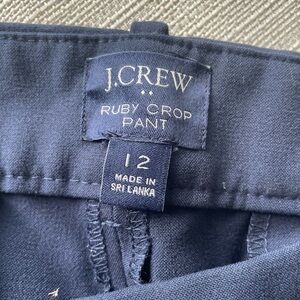 J.CREW
RUBY CROP
PANT
12
MADE IN
SRI LANKA